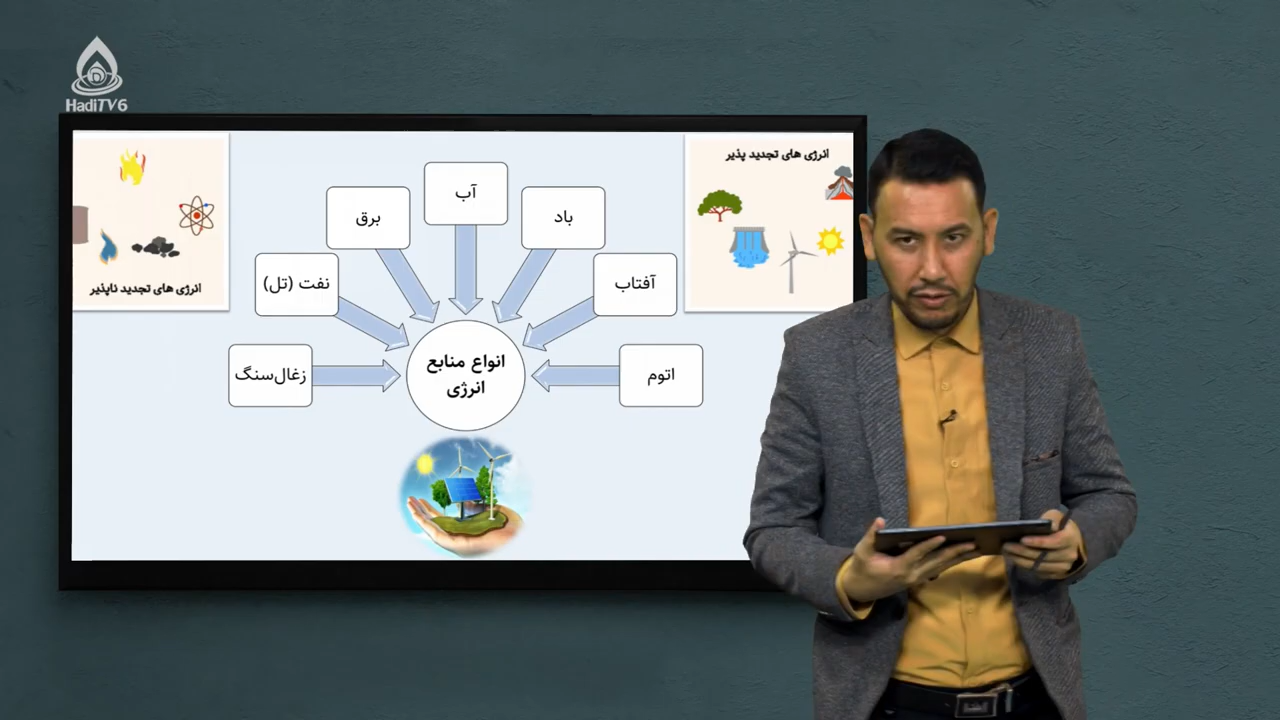 HadiTV6
انرژی های تجدید پذیر
آب
برق
باد
نفت (تل)
آفتاب
انرژی های تجدید ناپذیر
زغال‌سنگ
انواع منابع
انرژی
اتوم